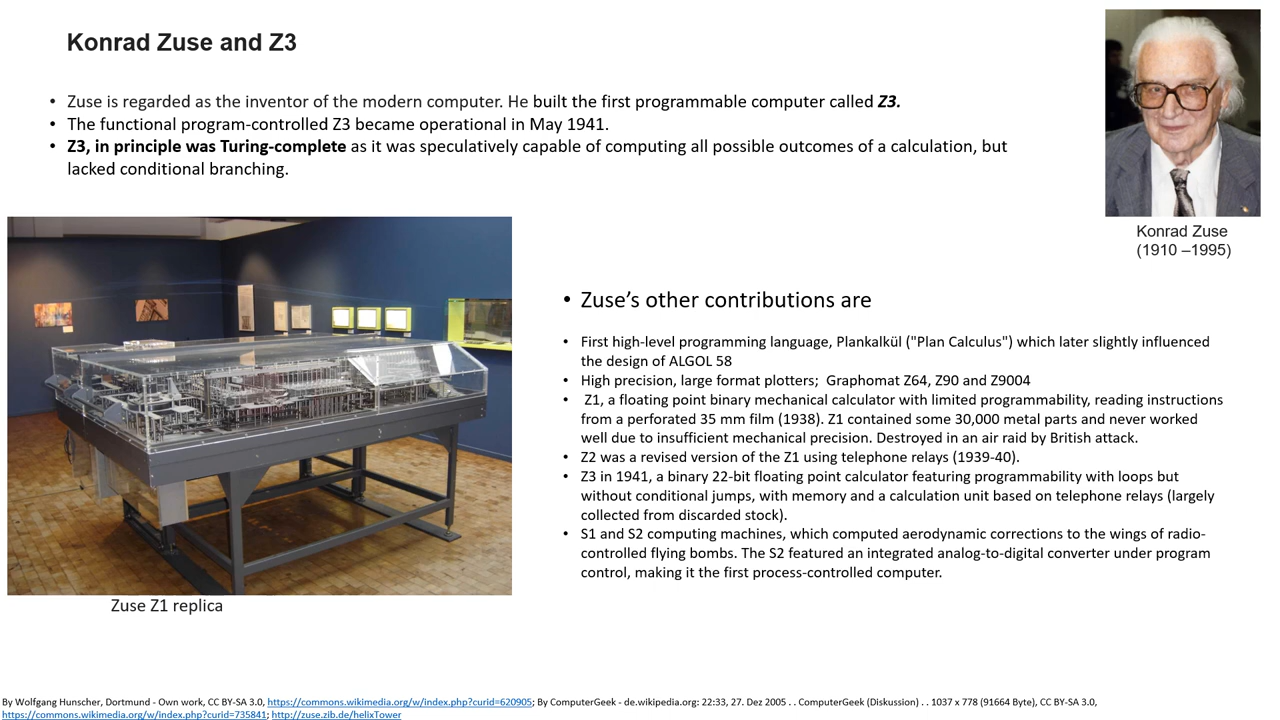 Konrad Zuse and Z3
• Zuse is regarded as the inventor of the modern computer. He built the first programmable computer called Z3.
• The functional program-controlled Z3 became operational in May 1941.
• Z3, in principle was Turing-complete as it was speculatively capable of computing all possible outcomes of a calculation, but
lacked conditional branching.
Konrad Zuse
(1910 –1995)
• Zuse’s other contributions are
• First high-level programming language, Plankalkül ("Plan Calculus") which later slightly influenced
the design of ALGOL 58
• High precision, large format plotters;  Graphomat Z64, Z90 and Z9004
• Z1, a floating point binary mechanical calculator with limited programmability, reading instructions
from a perforated 35 mm film (1938). Z1 contained some 30,000 metal parts and never worked
well due to insufficient mechanical precision. Destroyed in an air raid by British attack.
• Z2 was a revised version of the Z1 using telephone relays (1939-40).
• Z3 in 1941, a binary 22-bit floating point calculator featuring programmability with loops but
without conditional jumps, with memory and a calculation unit based on telephone relays (largely
collected from discarded stock).
• S1 and S2 computing machines, which computed aerodynamic corrections to the wings of radio-
controlled flying bombs. The S2 featured an integrated analog-to-digital converter under program
control, making it the first process-controlled computer.
Zuse Z1 replica
By Wolfgang Hunscher, Dortmund - Own work, CC BY-SA 3.0, https://commons.wikimedia.org/w/index.php?curid=620905; By ComputerGeek - de.wikipedia.org: 22:33, 27. Dez 2005 . . ComputerGeek (Diskussion) . . 1037 x 778 (91664 Byte), CC BY-SA 3.0,
https://commons.wikimedia.org/w/index.php?curid=735841; http://zuse.zib.de/helixTower